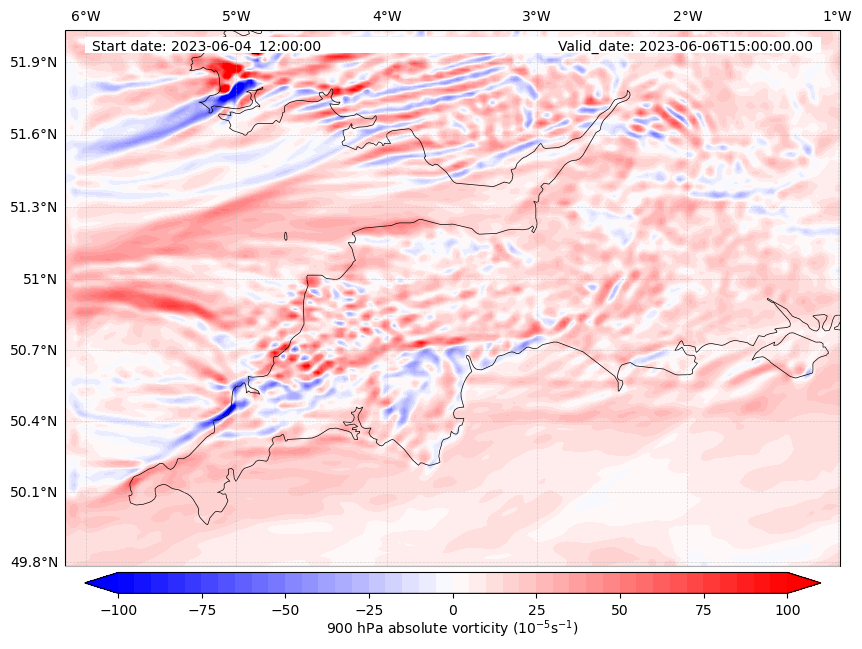 6°W 5°W 4°W 3°W 2°W 1°W
Start date: 2023-06-04_12:00:00 Valid_date: 2023-06-06T15:00:00.00
51.9°N
51.6°N
51.3°N
51°N
50.7°N
50.4°N
50.1°N
49.8°N
−100 −75 −50 −25 0 25 50 75 100
900 hPa absolute vorticity (10⁻⁵s⁻¹)